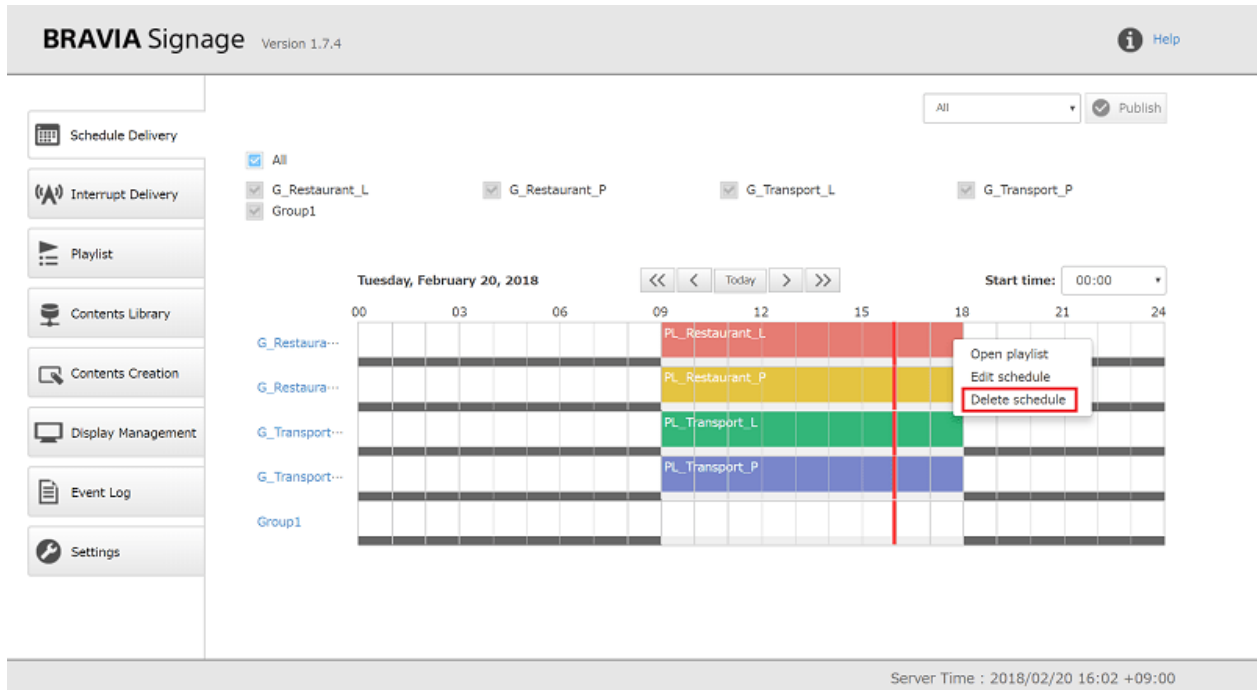 BRAVIA Signage Version 1.7.4
Help
All
Publish
Schedule Delivery
Interrupt Delivery
Playlist
Contents Library
Contents Creation
Display Management
Event Log
Settings
All
G_Restaurant_L G_Restaurant_P G_Transport_L G_Transport_P
Group1
Tuesday, February 20, 2018 << < Today > >> Start time: 00:00
00 03 06 09 12 15 18 21 24
G_Restaura··· PL_Restaurant_L
G_Restaura··· PL_Restaurant_P
G_Transport··· PL_Transport_L
G_Transport··· PL_Transport_P
Group1
Open playlist
Edit schedule
Delete schedule
Server Time : 2018/02/20 16:02 +09:00